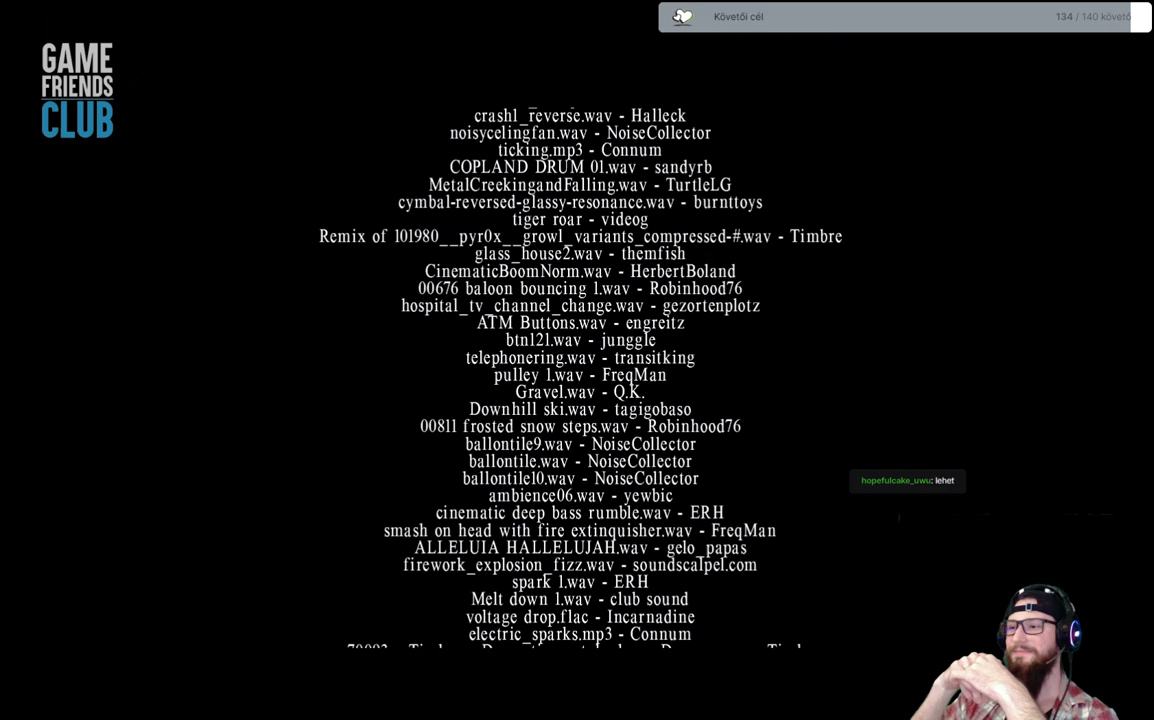 Követői cél
134 / 140 követő
GAME
FRIENDS
CLUB
crash1_reverse.wav - Halleck
noisycelingfan.wav - NoiseCollector
ticking.mp3 - Connum
COPLAND DRUM 01.wav - sandyrb
MetalCreekingandFalling.wav - TurtleLG
cymbal-reversed-glassy-resonance.wav - burnttoys
tiger roar - videog
Remix of 101980__pyr0x__growl_variants_compressed-#.wav - Timbre
glass_house2.wav - themfish
CinematicBoomNorm.wav - HerbertBoland
00676 baloon bouncing 1.wav - Robinhood76
hospital_tv_channel_change.wav - gezortenplotz
ATM Buttons.wav - engreitz
btn121.wav - junggle
telephonering.wav - transitking
pulley 1.wav - FreqMan
Gravel.wav - Q.K.
Downhill ski.wav - tagigobaso
00811 frosted snow steps.wav - Robinhood76
ballontile9.wav - NoiseCollector
ballontile.wav - NoiseCollector
ballontile10.wav - NoiseCollector
hopefulcake_uwu: lehet
ambience06.wav - yewbic
cinematic deep bass rumble.wav - ERH
smash on head with fire extinquisher.wav - FreqMan
ALLELUIA HALLELUJAH.wav - gelo_papas
firework_explosion_fizz.wav - soundscalpel.com
spark 1.wav - ERH
Melt down 1.wav - club sound
voltage drop.flac - Incarnadine
electric_sparks.mp3 - Connum